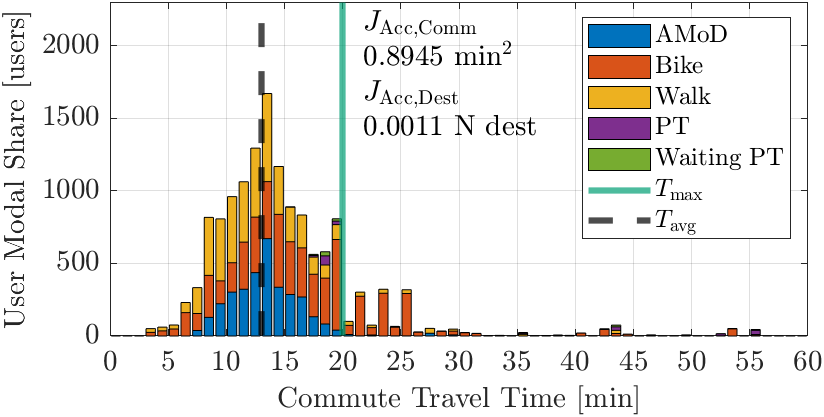 J_Acc,Comm
0.8945 min²
J_Acc,Dest
0.0011 N dest
AMoD
Bike
Walk
PT
Waiting PT
T_max
T_avg
User Modal Share [users]
2000
1500
1000
500
0
0 5 10 15 20 25 30 35 40 45 50 55 60
Commute Travel Time [min]